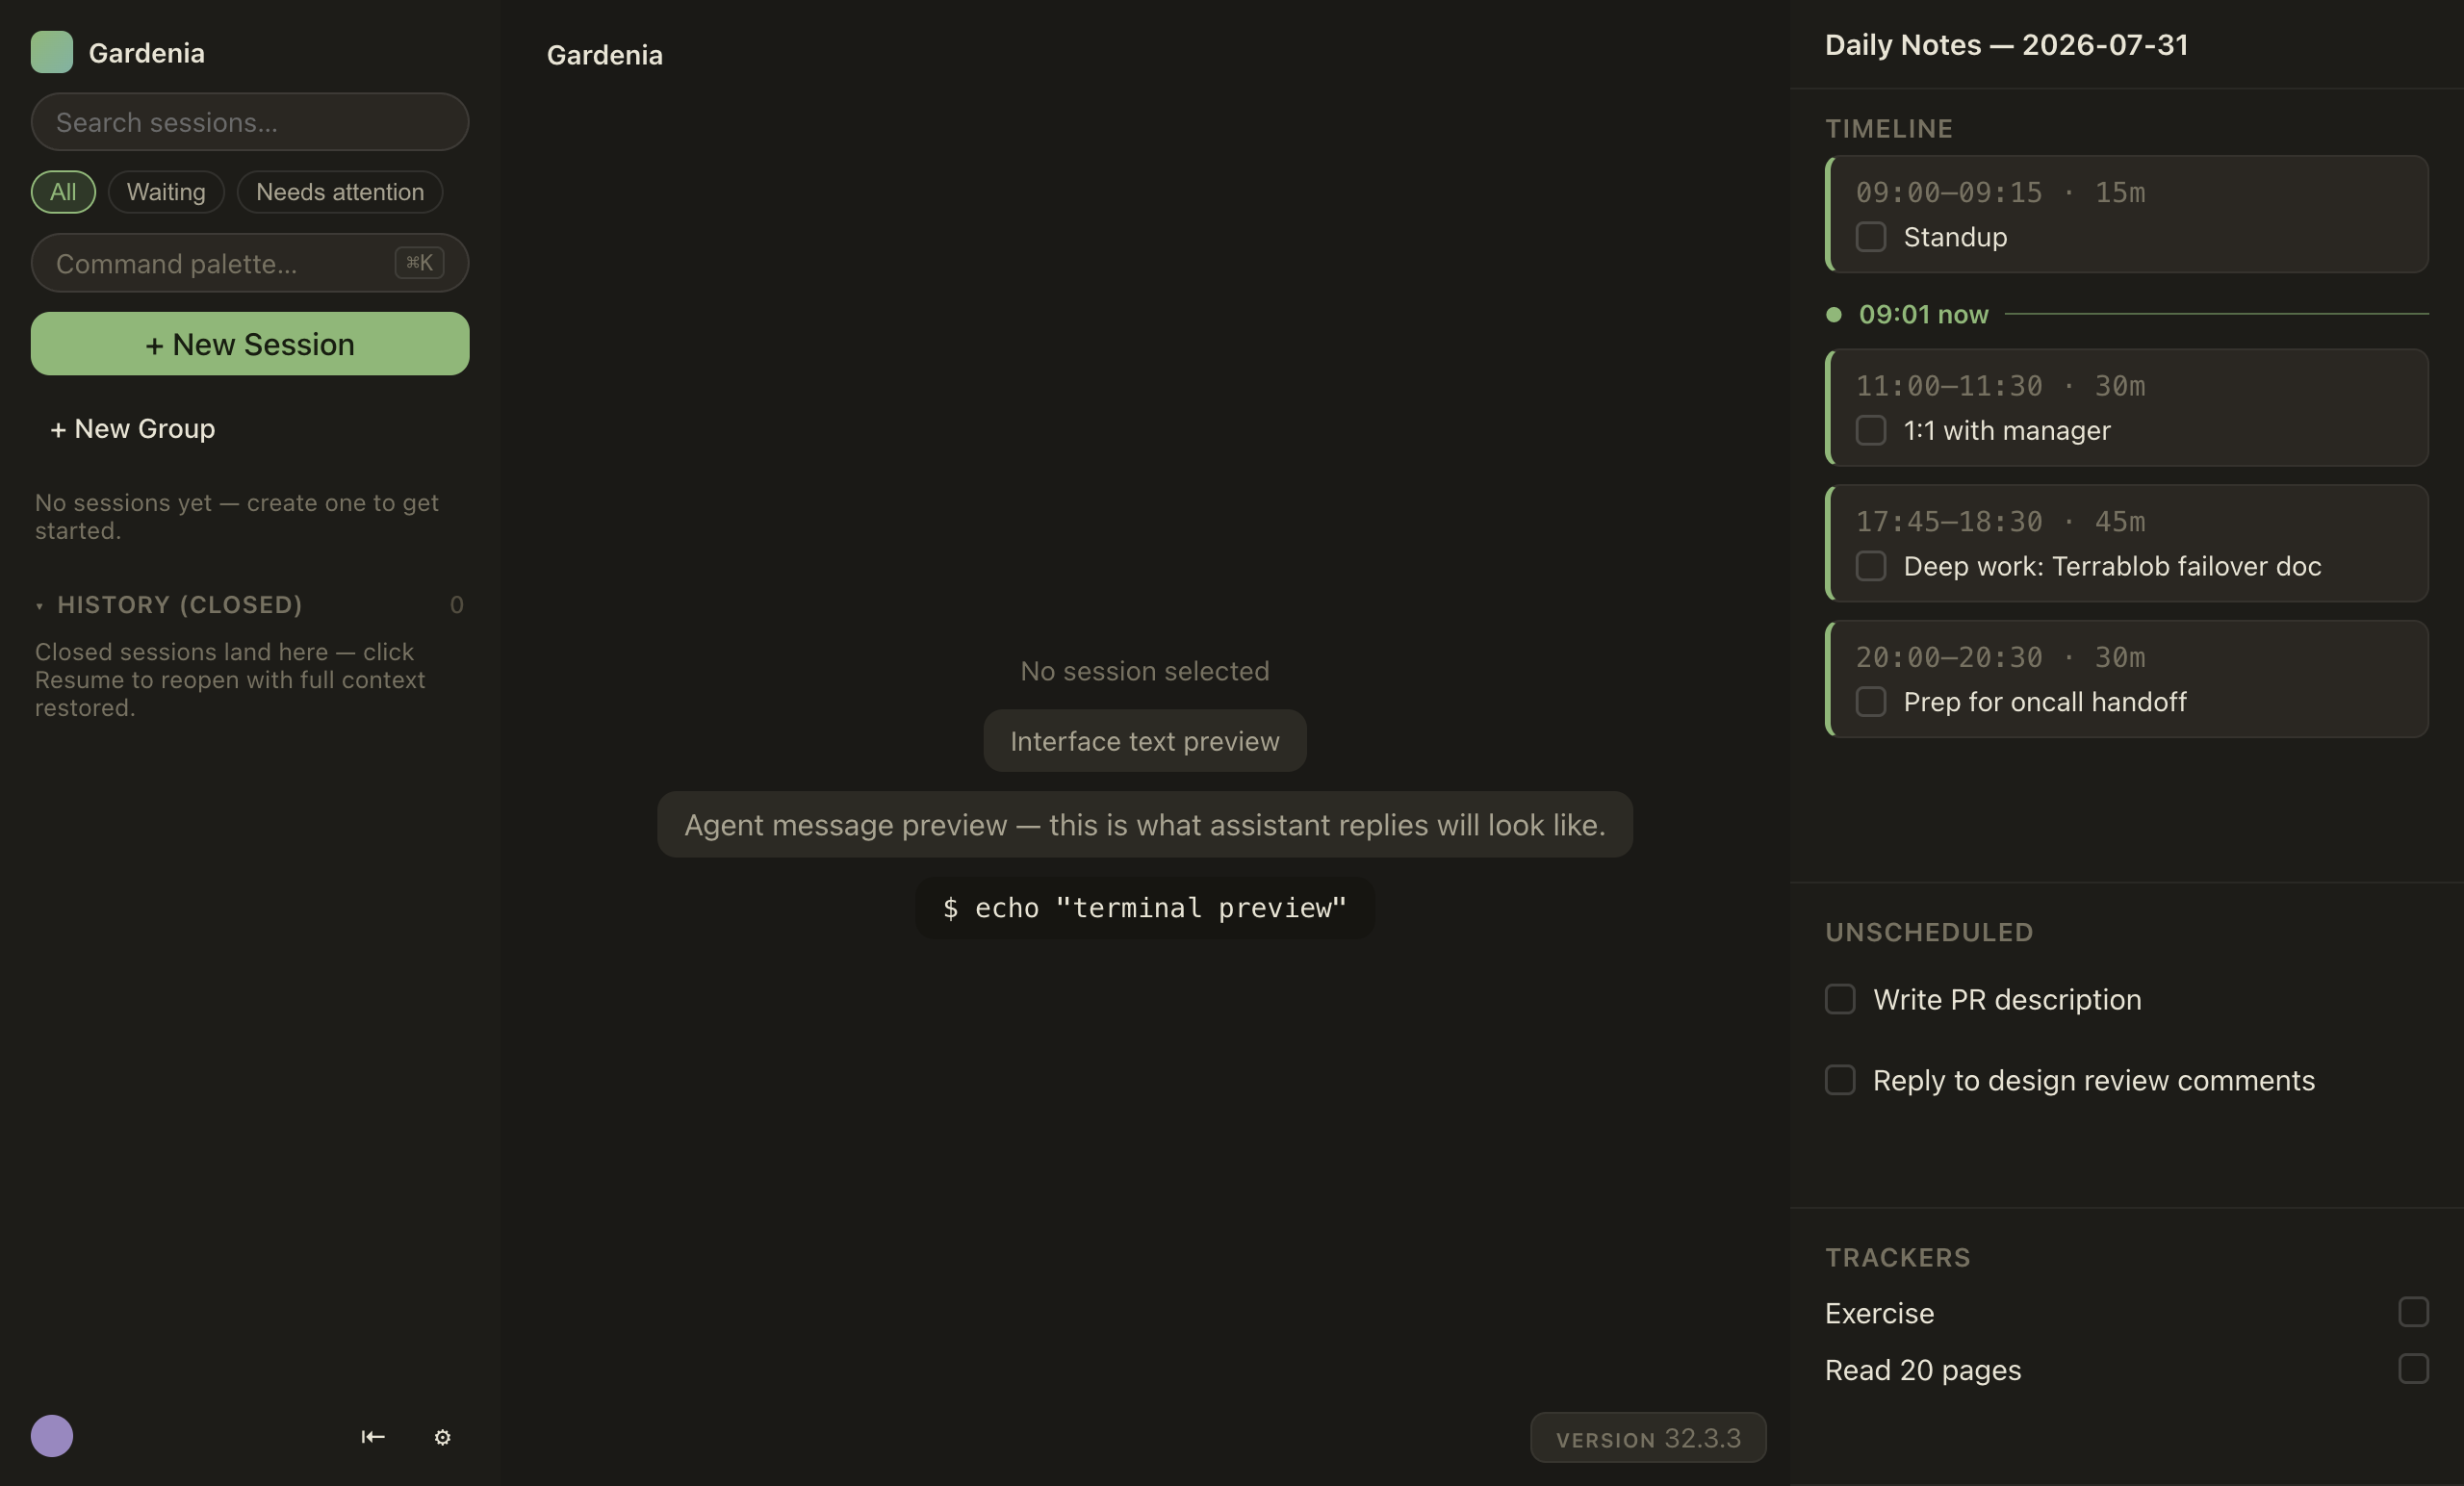 Gardenia
Search sessions...
All
Waiting
Needs attention
Command palette...
⌘K
+ New Session
+ New Group
No sessions yet — create one to get
started.
HISTORY (CLOSED)
0
Closed sessions land here — click
Resume to reopen with full context
restored.
Gardenia
No session selected
Interface text preview
Agent message preview — this is what assistant replies will look like.
$ echo "terminal preview"
VERSION 32.3.3
Daily Notes — 2026-07-31
TIMELINE
09:00–09:15 · 15m
Standup
09:01 now
11:00–11:30 · 30m
1:1 with manager
17:45–18:30 · 45m
Deep work: Terrablob failover doc
20:00–20:30 · 30m
Prep for oncall handoff
UNSCHEDULED
Write PR description
Reply to design review comments
TRACKERS
Exercise
Read 20 pages